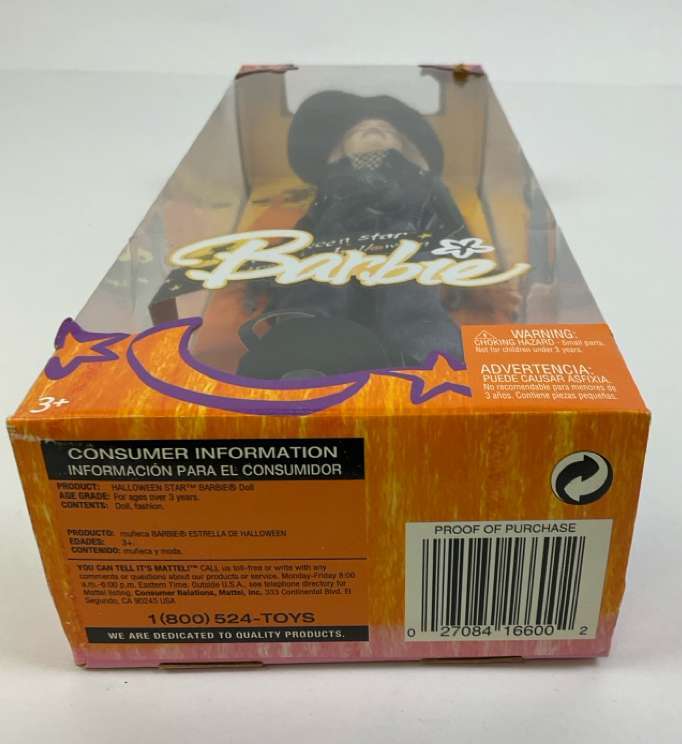 een star
Halloween
Barbie
WARNING:
CHOKING HAZARD - Small parts.
Not for children under 3 years.
ADVERTENCIA:
PUEDE CAUSAR ASFIXIA.
No recomendable para menores de
3 años. Contiene piezas pequeñas.
3+
CONSUMER INFORMATION
INFORMACIÓN PARA EL CONSUMIDOR
PRODUCT: HALLOWEEN STAR™ BARBIE® Doll
AGE GRADE: For ages over 3 years.
CONTENTS: Doll, fashion.
PRODUCTO: muñeca BARBIE® ESTRELLA DE HALLOWEEN
EDADES: 3+.
CONTENIDO: muñeca y moda.
YOU CAN TELL IT'S MATTEL!™ CALL us toll-free or write with any
comments or questions about our products or service. Monday-Friday 8:00
a.m.-6:00 p.m. Eastern Time. Outside U.S.A., see telephone directory for
Mattel listing. Consumer Relations, Mattel, Inc. 333 Continental Blvd. El
Segundo, CA 90245 USA
1(800) 524-TOYS
WE ARE DEDICATED TO QUALITY PRODUCTS.
PROOF OF PURCHASE
0 27084 16600 2